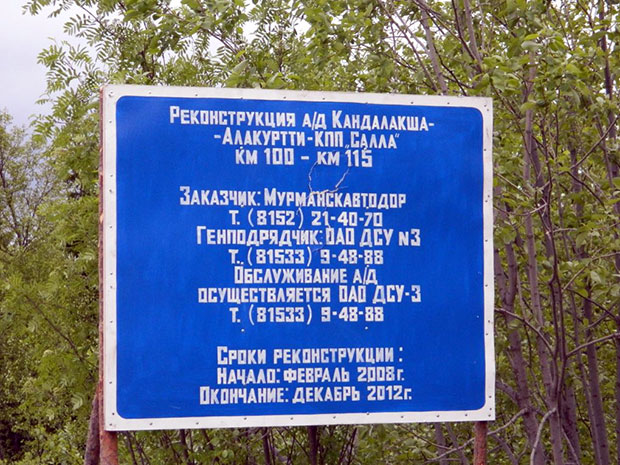 Реконструкция а/д Кандалакша-
-Алакуртти-КПП „Салла"
км 100 - км 115
Заказчик: Мурманскавтодор
т. (8152) 21-40-70
Генподрядчик: ОАО ДСУ №3
т. (81533) 9-48-88
Обслуживание а/д
осуществляется ОАО ДСУ-3
т. (81533) 9-48-88
Сроки реконструкции:
Начало: февраль 2008г.
Окончание: декабрь 2012г.